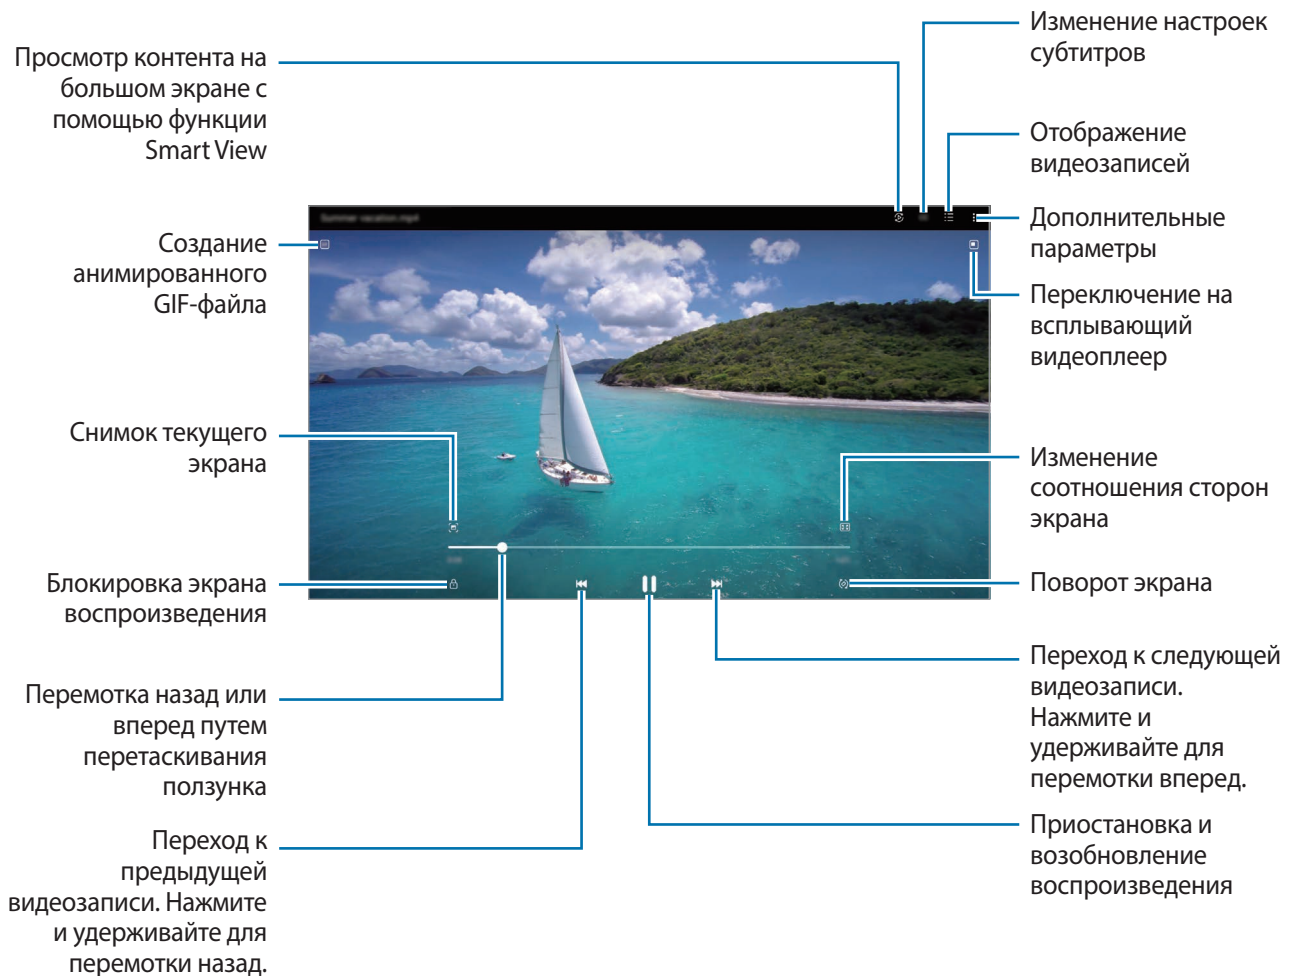 Просмотр контента на
большом экране с
помощью функции
Smart View
Создание
анимированного
GIF-файла
Снимок текущего
экрана
Блокировка экрана
воспроизведения
Перемотка назад или
вперед путем
перетаскивания
ползунка
Переход к
предыдущей
видеозаписи. Нажмите
и удерживайте для
перемотки назад.
Summer vacation.mp4
Изменение настроек
субтитров
Отображение
видеозаписей
Дополнительные
параметры
Переключение на
всплывающий
видеоплеер
Изменение
соотношения сторон
экрана
Поворот экрана
Переход к следующей
видеозаписи.
Нажмите и
удерживайте для
перемотки вперед.
Приостановка и
возобновление
воспроизведения